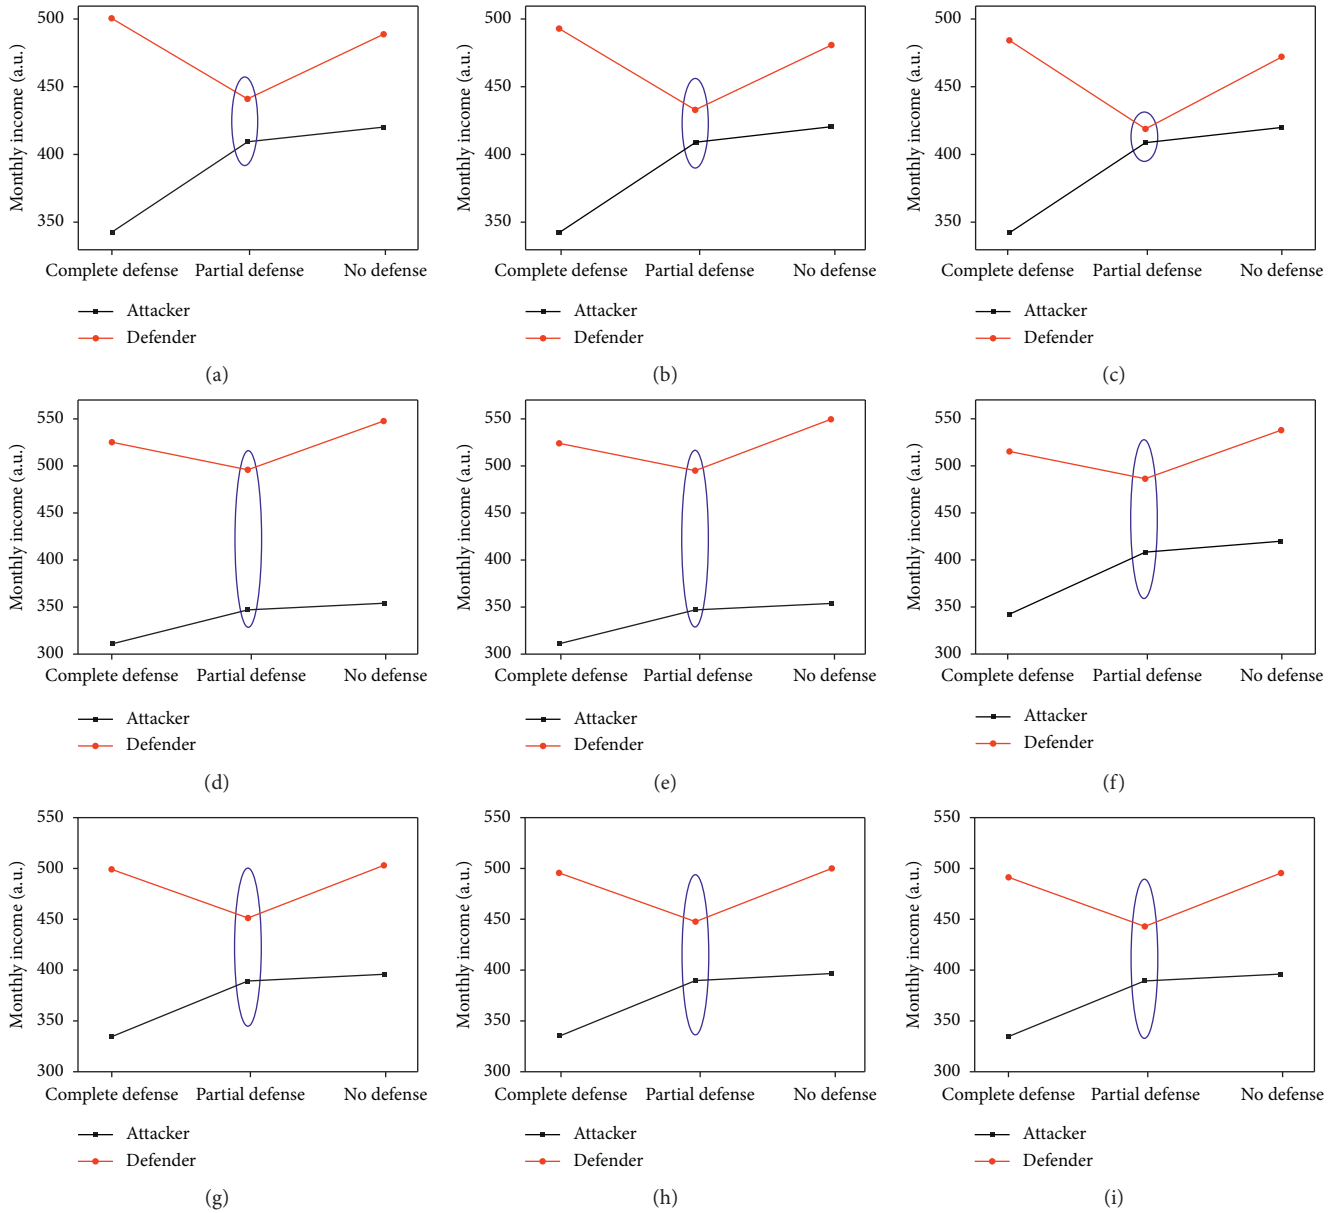 500
450
400
350
Monthly income (a.u.)
Complete defense Partial defense No defense
Attacker
Defender
(a)
500
450
400
350
Monthly income (a.u.)
Complete defense Partial defense No defense
Attacker
Defender
(b)
500
450
400
350
Monthly income (a.u.)
Complete defense Partial defense No defense
Attacker
Defender
(c)
550
500
450
400
350
300
Monthly income (a.u.)
Complete defense Partial defense No defense
Attacker
Defender
(d)
550
500
450
400
350
300
Monthly income (a.u.)
Complete defense Partial defense No defense
Attacker
Defender
(e)
550
500
450
400
350
300
Monthly income (a.u.)
Complete defense Partial defense No defense
Attacker
Defender
(f)
550
500
450
400
350
300
Monthly income (a.u.)
Complete defense Partial defense No defense
Attacker
Defender
(g)
550
500
450
400
350
300
Monthly income (a.u.)
Complete defense Partial defense No defense
Attacker
Defender
(h)
550
500
450
400
350
300
Monthly income (a.u.)
Complete defense Partial defense No defense
Attacker
Defender
(i)